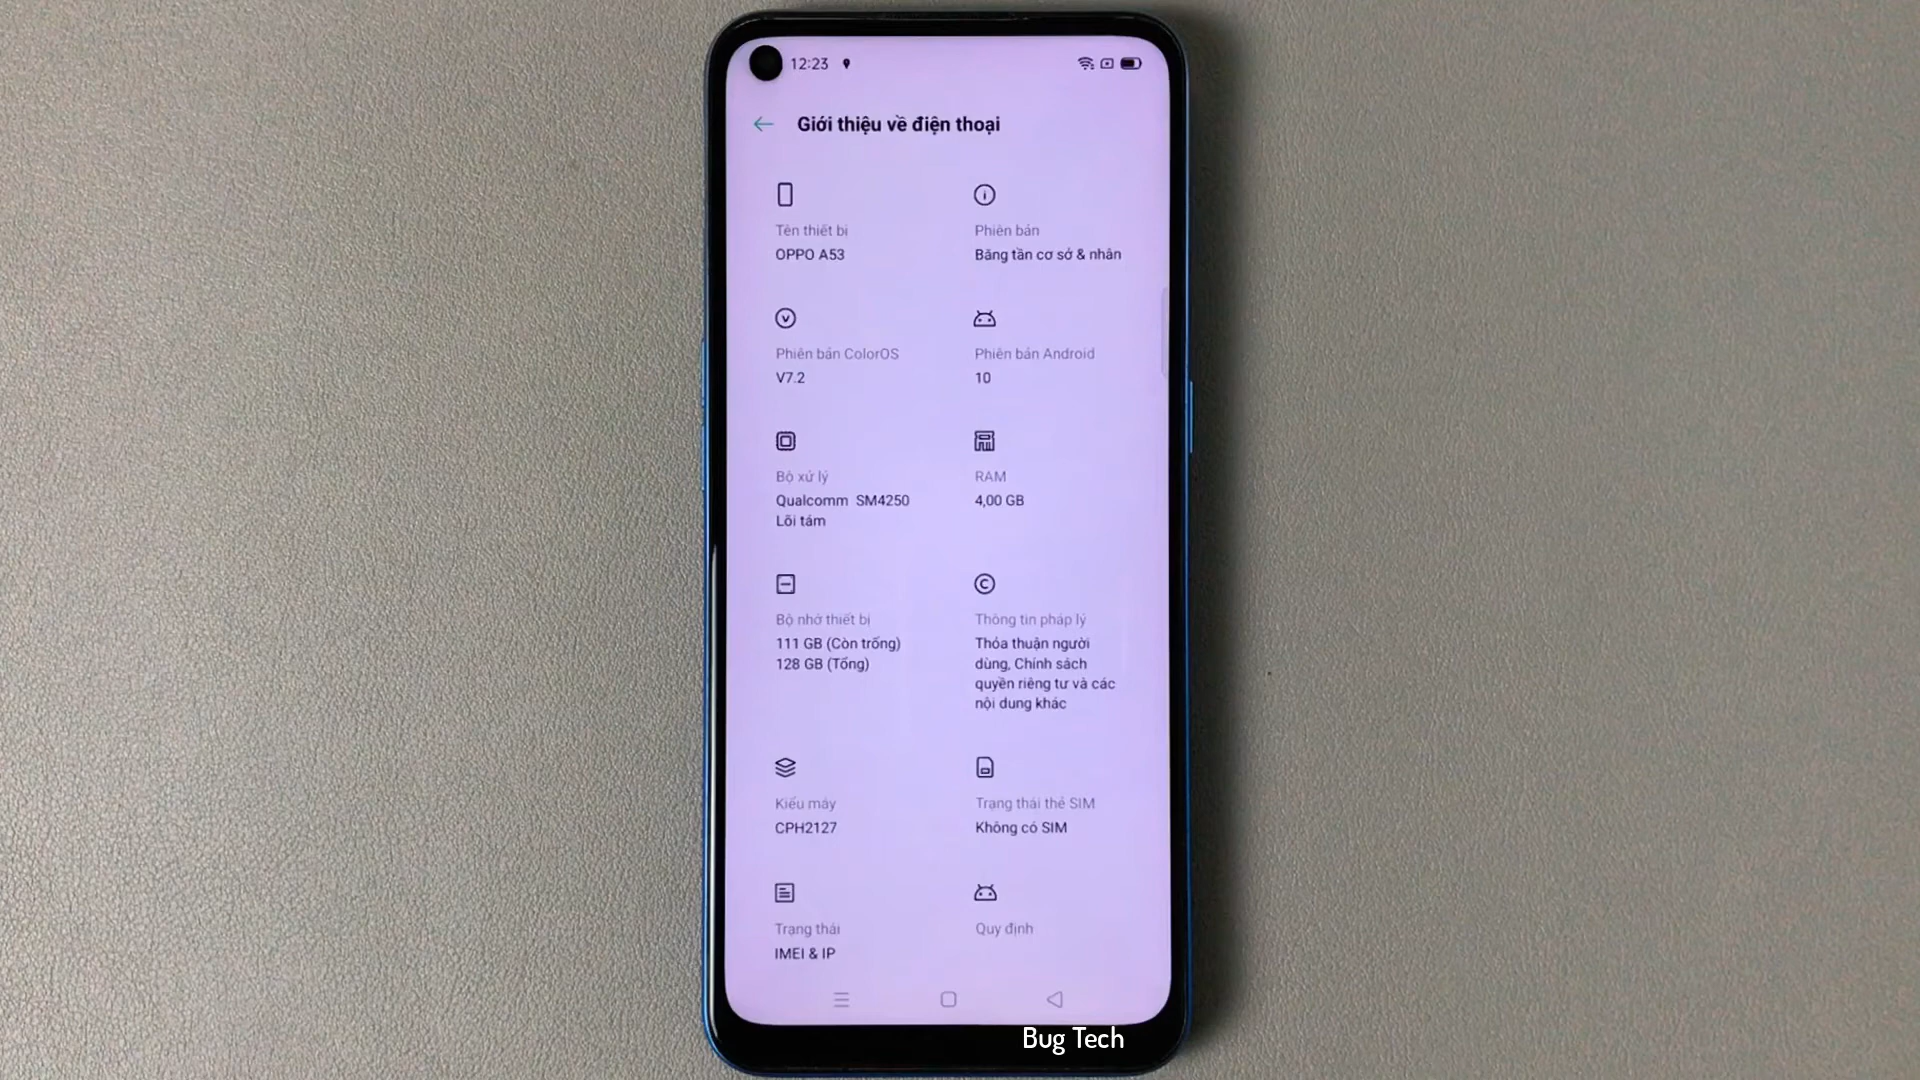 12:23
Giới thiệu về điện thoại
Tên thiết bị
OPPO A53
Phiên bản
Băng tần cơ sở & nhân
Phiên bản ColorOS
V7.2
Phiên bản Android
10
Bộ xử lý
Qualcomm SM4250
Lõi tám
RAM
4,00 GB
Bộ nhớ thiết bị
111 GB (Còn trống)
128 GB (Tổng)
Thông tin pháp lý
Thỏa thuận người
dùng, Chính sách
quyền riêng tư và các
nội dung khác
Kiểu máy
CPH2127
Trạng thái thẻ SIM
Không có SIM
Trạng thái
IMEI & IP
Quy định
Bug Tech